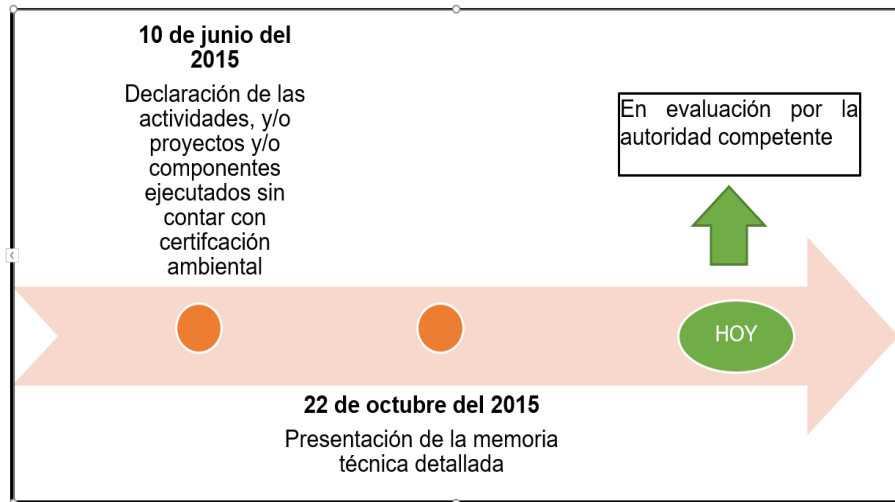 10 de junio del
2015
Declaración de las
actividades, y/o
proyectos y/o
componentes
ejecutados sin
contar con
certifcación
ambiental
En evaluación por la
autoridad competente
HOY
22 de octubre del 2015
Presentación de la memoria
técnica detallada